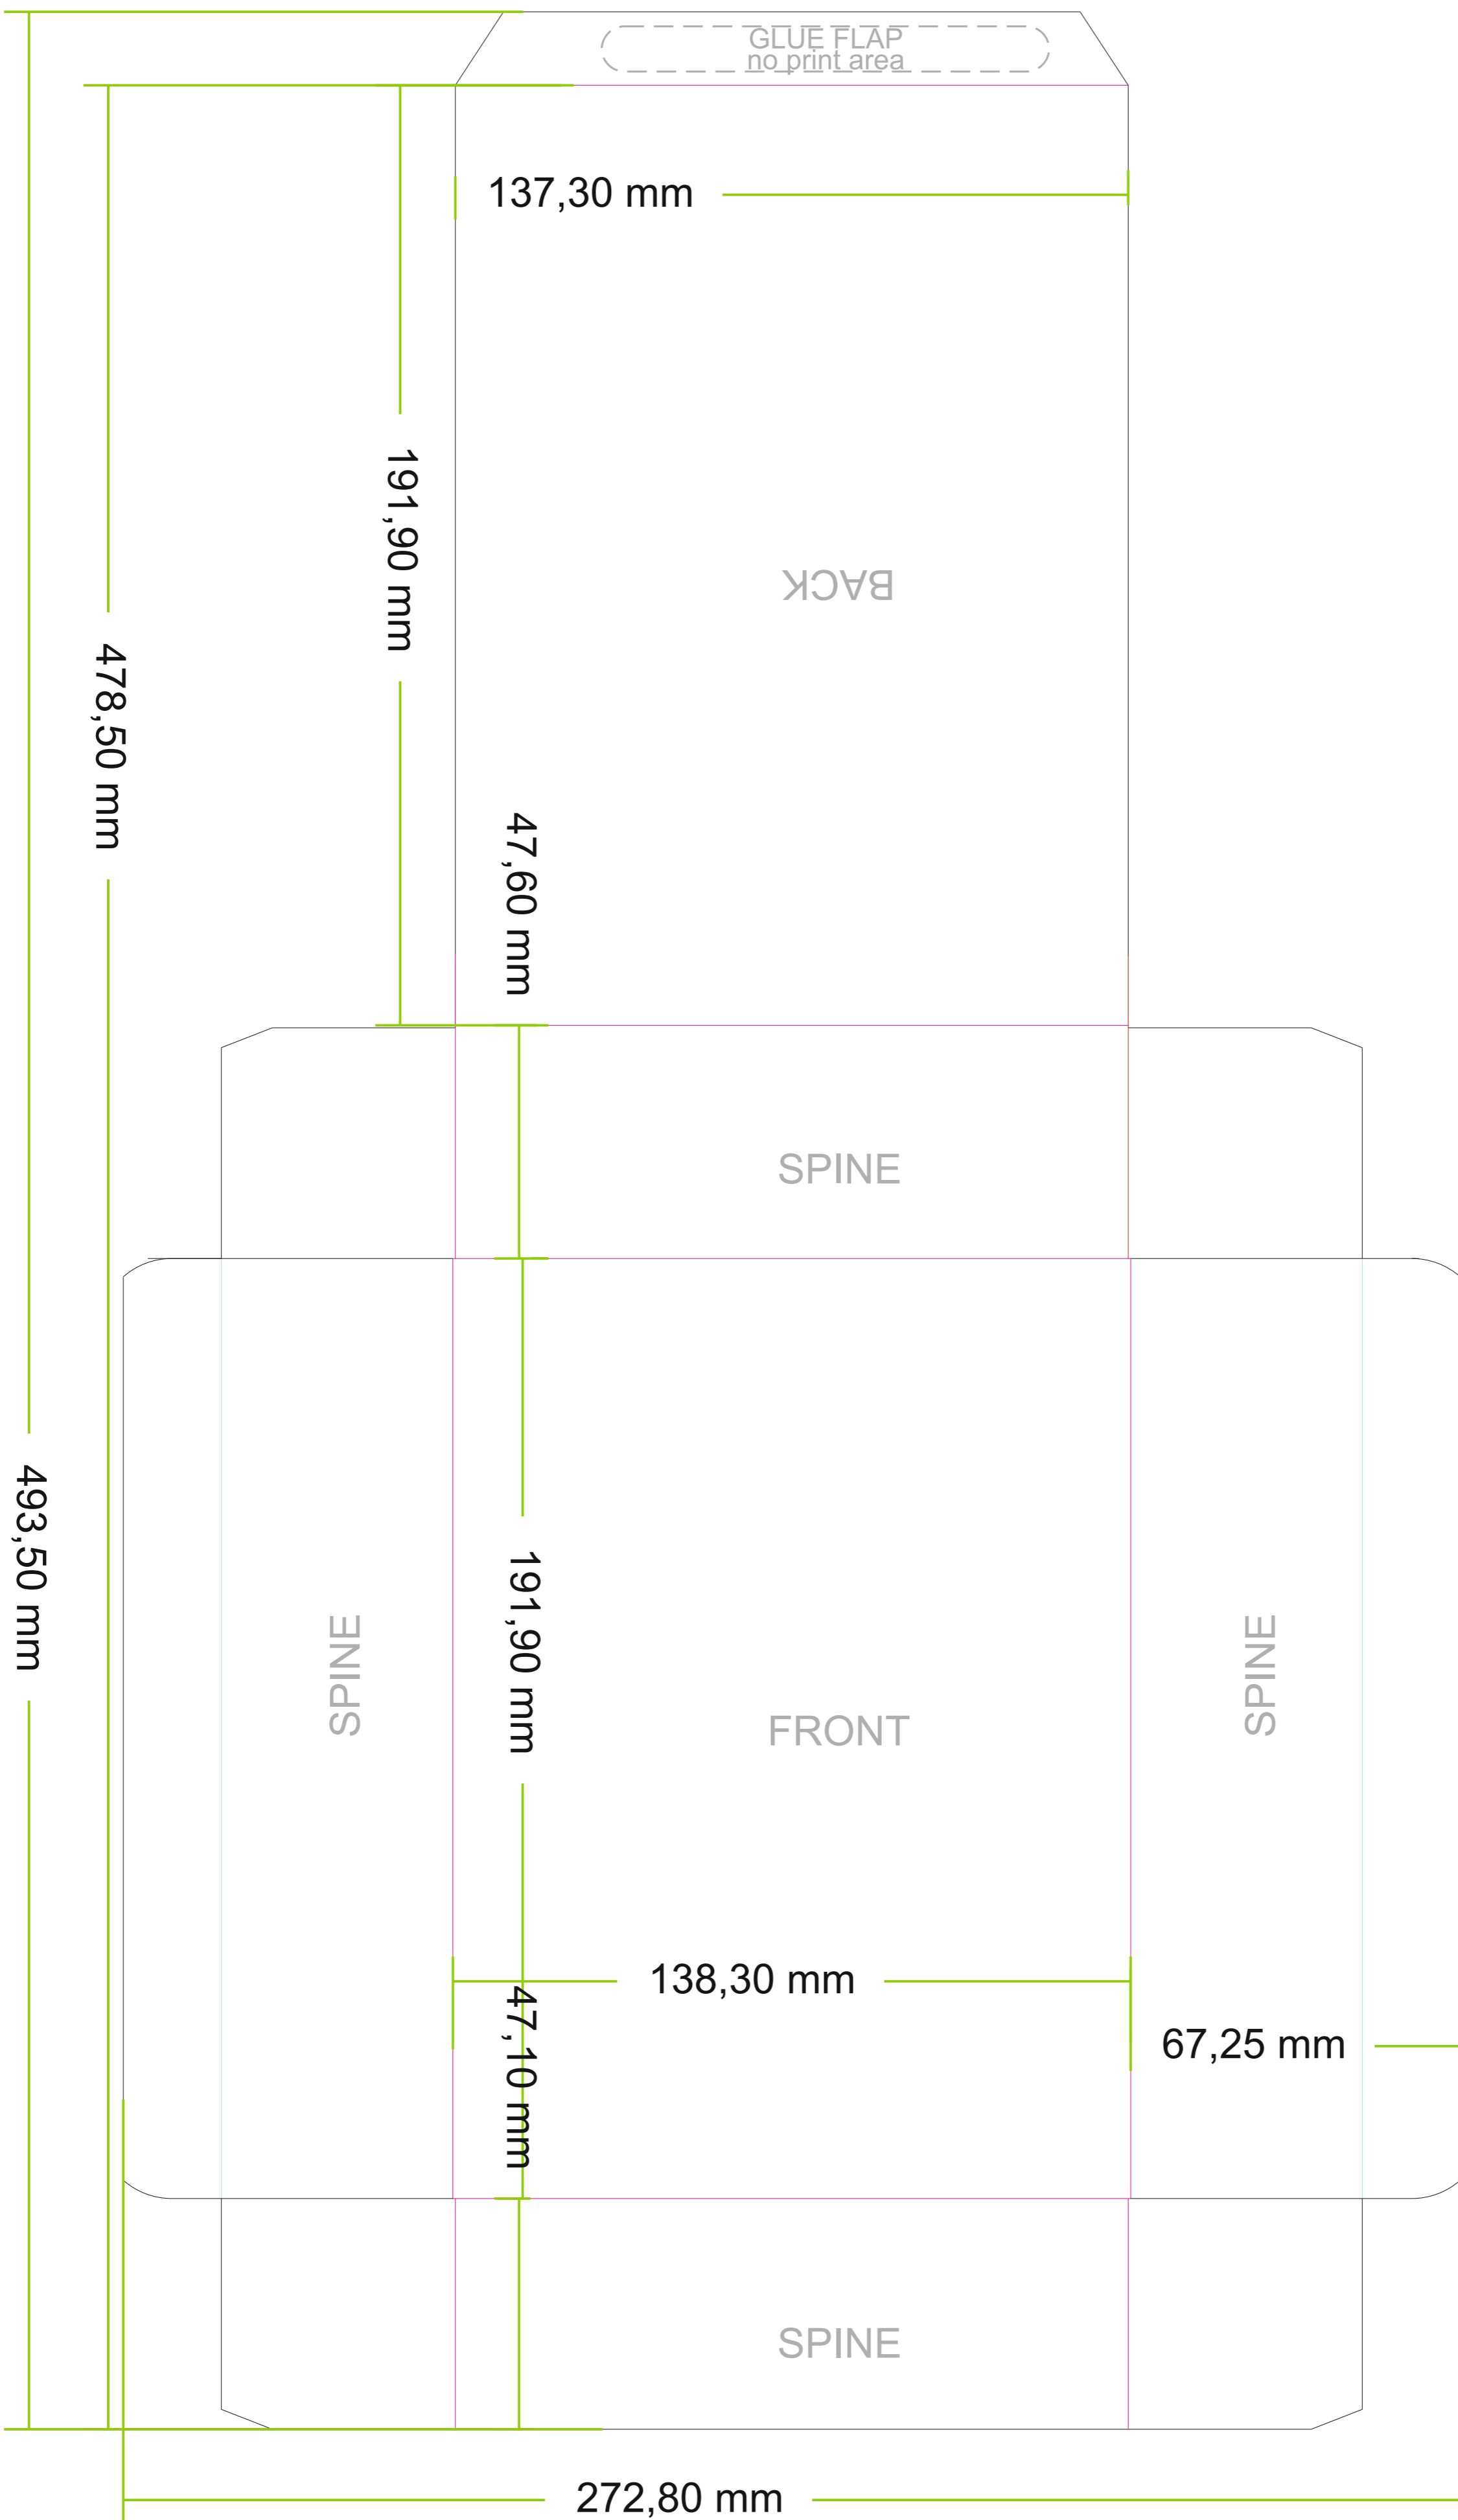 GLUE FLAP
no print area
137,30 mm
191,90 mm
BACK
478,50 mm
47,60 mm
SPINE
493,50 mm
191,90 mm
SPINE
SPINE
FRONT
138,30 mm
47,10 mm
67,25 mm
SPINE
272,80 mm